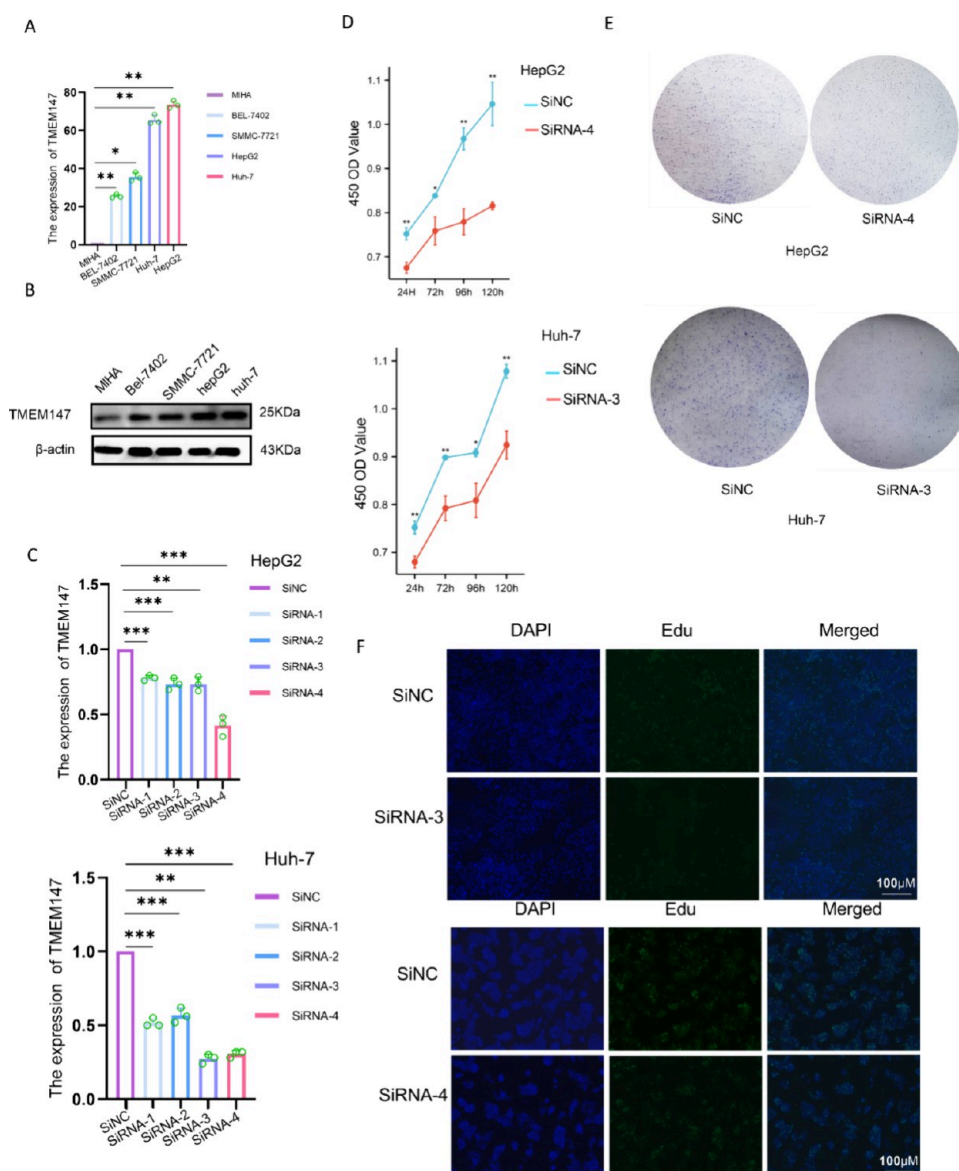 A
The expression of TMEM147
80
60
40
20
0
**
**
*
**
MIHA
BEL-7402
SMMC-7721
Huh-7
HepG2
MIHA
BEL-7402
SMMC-7721
HepG2
Huh-7
B
MIHA
Bel-7402
SMMC-7721
hepG2
huh-7
TMEM147
25KDa
β-actin
43KDa
C
HepG2
The expression of TMEM147
1.5
1.0
0.5
0.0
***
**
***
***
SiNC
SiRNA-1
SiRNA-2
SiRNA-3
SiRNA-4
SiNC
SiRNA-1
SiRNA-2
SiRNA-3
SiRNA-4
Huh-7
The expression of TMEM147
1.5
1.0
0.5
0.0
***
**
***
***
SiNC
SiRNA-1
SiRNA-2
SiRNA-3
SiRNA-4
SiNC
SiRNA-1
SiRNA-2
SiRNA-3
SiRNA-4
D
HepG2
SiNC
SiRNA-4
450 OD Value
1.1
1.0
0.9
0.8
0.7
**
*
**
**
24H
72h
96h
120h
Huh-7
SiNC
SiRNA-3
450 OD Value
1.1
1.0
0.9
0.8
0.7
**
**
*
**
24h
72h
96h
120h
E
SiNC
SiRNA-4
HepG2
SiNC
SiRNA-3
Huh-7
F
DAPI
Edu
Merged
SiNC
SiRNA-3
100μM
DAPI
Edu
Merged
SiNC
SiRNA-4
100μM